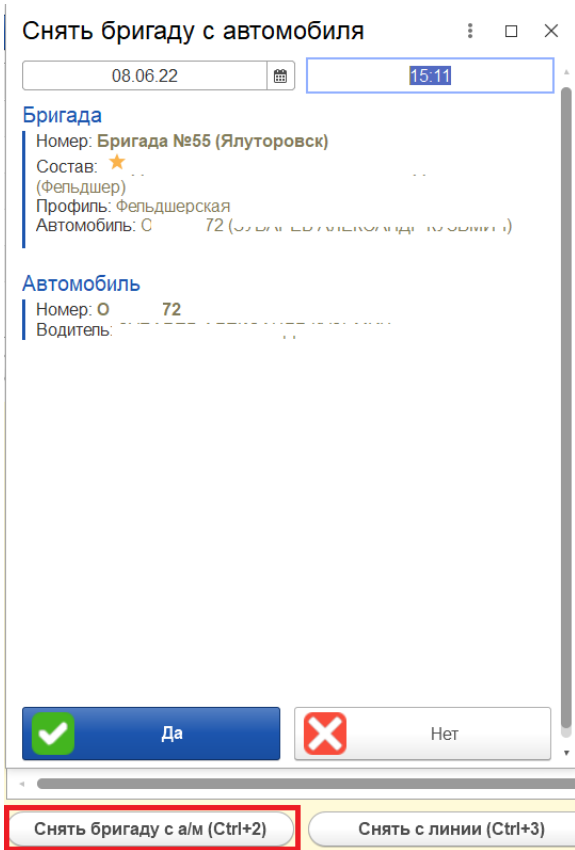 Снять бригаду с автомобиля
08.06.22
15:11
Бригада
Номер: Бригада №55 (Ялуторовск)
Состав:
(Фельдшер)
Профиль: Фельдшерская
Автомобиль: О 72
Автомобиль
Номер: О 72
Водитель:
Да
Нет
Снять бригаду с а/м (Ctrl+2)
Снять с линии (Ctrl+3)